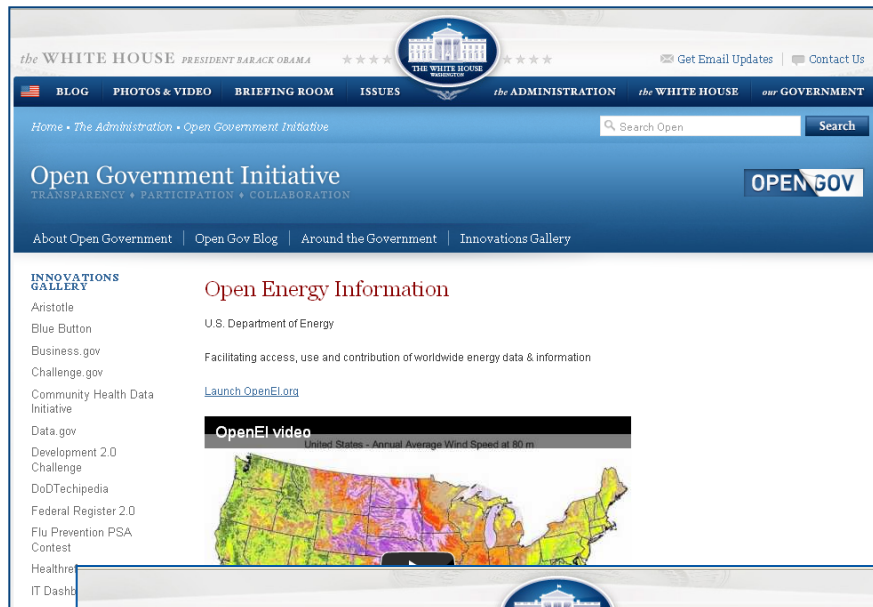 the WHITE HOUSE PRESIDENT BARACK OBAMA
THE WHITE HOUSE
WASHINGTON
Get Email Updates
Contact Us
BLOG PHOTOS & VIDEO BRIEFING ROOM ISSUES the ADMINISTRATION the WHITE HOUSE our GOVERNMENT
Home • The Administration • Open Government Initiative
Search Open
Search
Open Government Initiative
TRANSPARENCY • PARTICIPATION • COLLABORATION
OPEN GOV
About Open Government Open Gov Blog Around the Government Innovations Gallery
INNOVATIONS
GALLERY
Aristotle
Blue Button
Business.gov
Challenge.gov
Community Health Data
Initiative
Data.gov
Development 2.0
Challenge
DoDTechipedia
Federal Register 2.0
Flu Prevention PSA
Contest
Healthre
IT Dashb
Open Energy Information
U.S. Department of Energy
Facilitating access, use and contribution of worldwide energy data & information
Launch OpenEI.org
OpenEI video
United States - Annual Average Wind Speed at 80 m